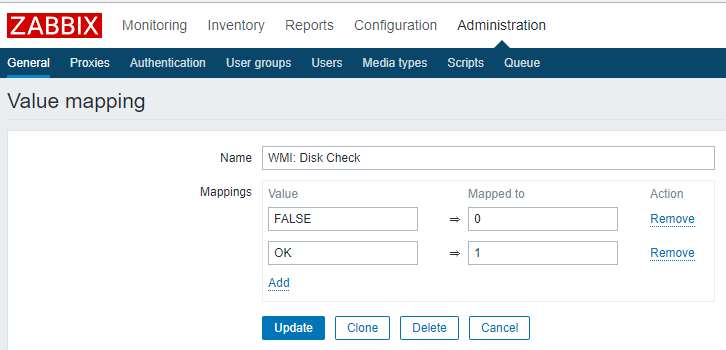 ZABBIX Monitoring Inventory Reports Configuration Administration
General Proxies Authentication User groups Users Media types Scripts Queue
Value mapping
Name WMI: Disk Check
Mappings Value Mapped to Action
FALSE ⇒ 0 Remove
OK ⇒ 1 Remove
Add
Update Clone Delete Cancel